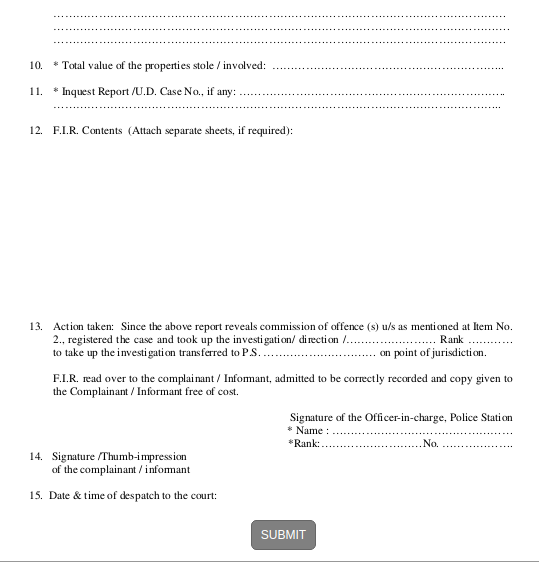 ……………………………………………………………………………………
……………………………………………………………………………………
……………………………………………………………………………………
10. * Total value of the properties stole / involved: …………………………………………………………..
11. * Inquest Report /U.D. Case No., if any: …………………………………………………………………..
…………………………………………………………………………………...
12. F.I.R. Contents (Attach separate sheets, if required):
13. Action taken: Since the above report reveals commission of offence (s) u/s as mentioned at Item No.
2., registered the case and took up the investigation/ direction /…………………… Rank …………
to take up the investigation transferred to P.S. …………………………… on point of jurisdiction.
F.I.R. read over to the complainant / Informant, admitted to be correctly recorded and copy given to
the Complainant / Informant free of cost.
Signature of the Officer-in-charge, Police Station
* Name : ……………………………………………
*Rank:………………………No. ……………….
14. Signature /Thumb-impression
of the complainant / informant
15. Date & time of despatch to the court:
SUBMIT